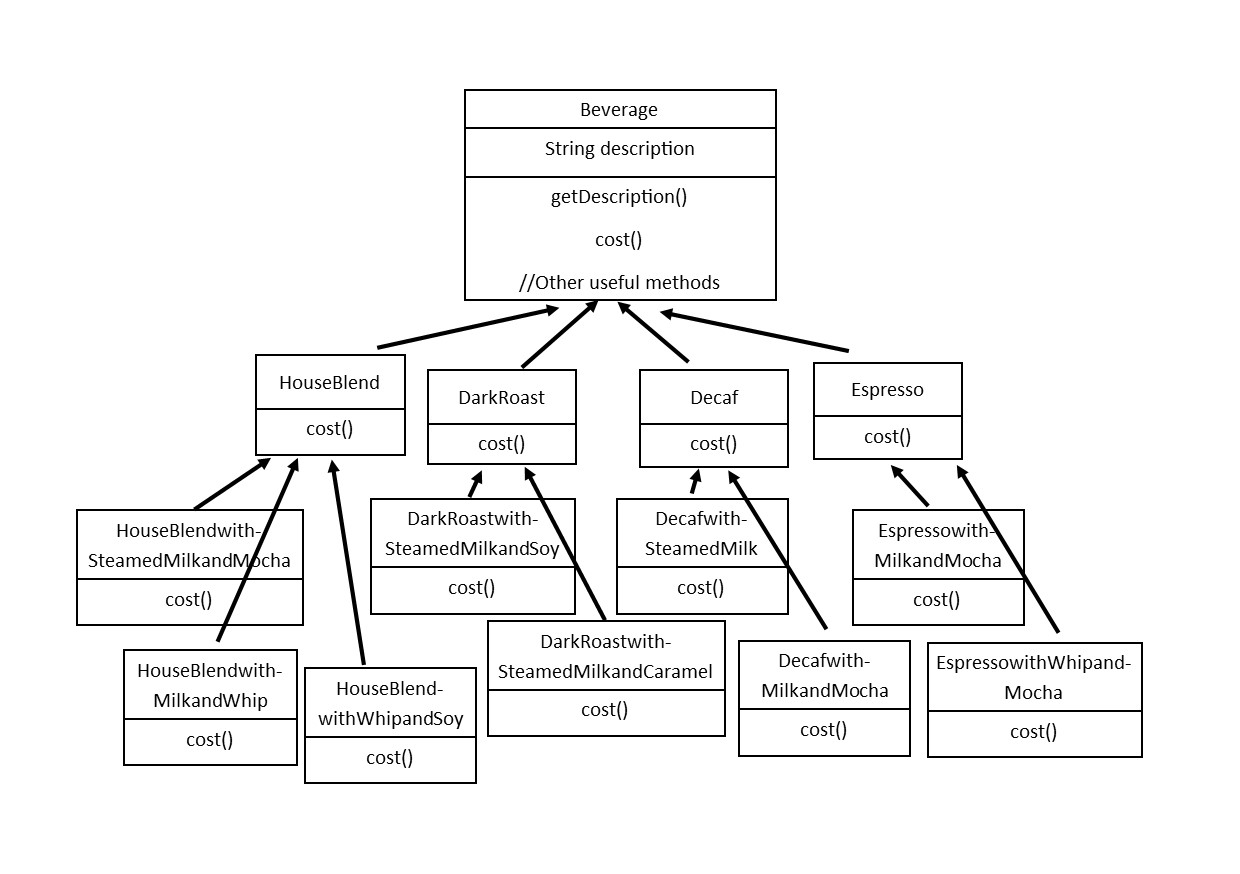 Beverage
String description
getDescription()
cost()
//Other useful methods
HouseBlend
cost()
DarkRoast
cost()
Decaf
cost()
Espresso
cost()
HouseBlendwith-
SteamedMilkandMocha
cost()
DarkRoastwith-
SteamedMilkandSoy
cost()
Decafwith-
SteamedMilk
cost()
Espressowith-
MilkandMocha
cost()
HouseBlendwith-
MilkandWhip
cost()
HouseBlend-
withWhipandSoy
cost()
DarkRoastwith-
SteamedMilkandCaramel
cost()
Decafwith-
MilkandMocha
cost()
EspressowithWhipand-
Mocha
cost()